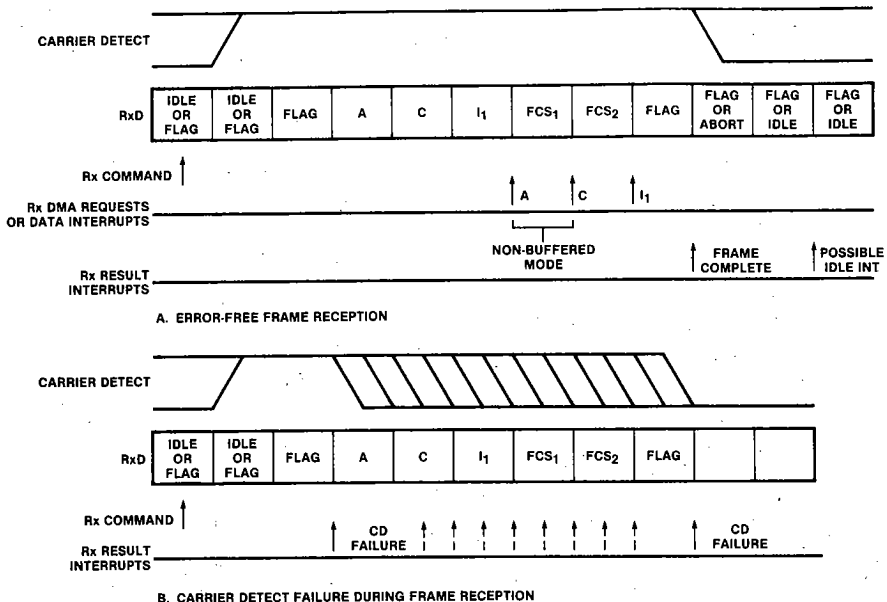 CARRIER DETECT
RxD
IDLE OR FLAG
IDLE OR FLAG
FLAG
A
C
I1
FCS1
FCS2
FLAG
FLAG OR ABORT
FLAG OR IDLE
FLAG OR IDLE
Rx COMMAND
Rx DMA REQUESTS
OR DATA INTERRUPTS
A
C
I1
NON-BUFFERED
MODE
Rx RESULT
INTERRUPTS
FRAME
COMPLETE
POSSIBLE
IDLE INT
A. ERROR-FREE FRAME RECEPTION
CARRIER DETECT
RxD
IDLE OR FLAG
IDLE OR FLAG
FLAG
A
C
I1
FCS1
FCS2
FLAG
Rx COMMAND
Rx RESULT
INTERRUPTS
CD
FAILURE
CD
FAILURE
B. CARRIER DETECT FAILURE DURING FRAME RECEPTION